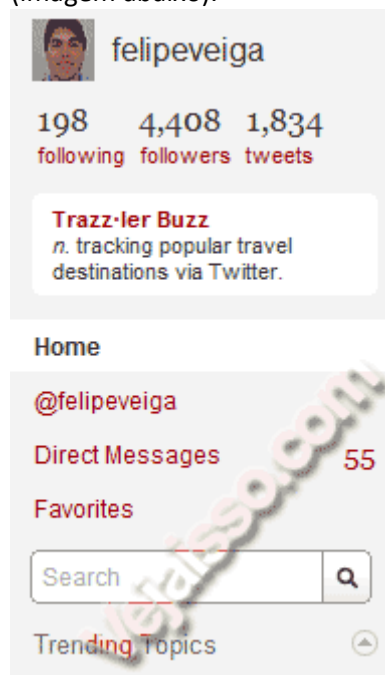 (imagem abaixo).
felipeveiga
198 4,408 1,834
following followers tweets
Trazz·ler Buzz
n. tracking popular travel
destinations via Twitter.
Home
@felipeveiga
Direct Messages 55
Favorites
Search
Trending Topics
Vejaisso.com